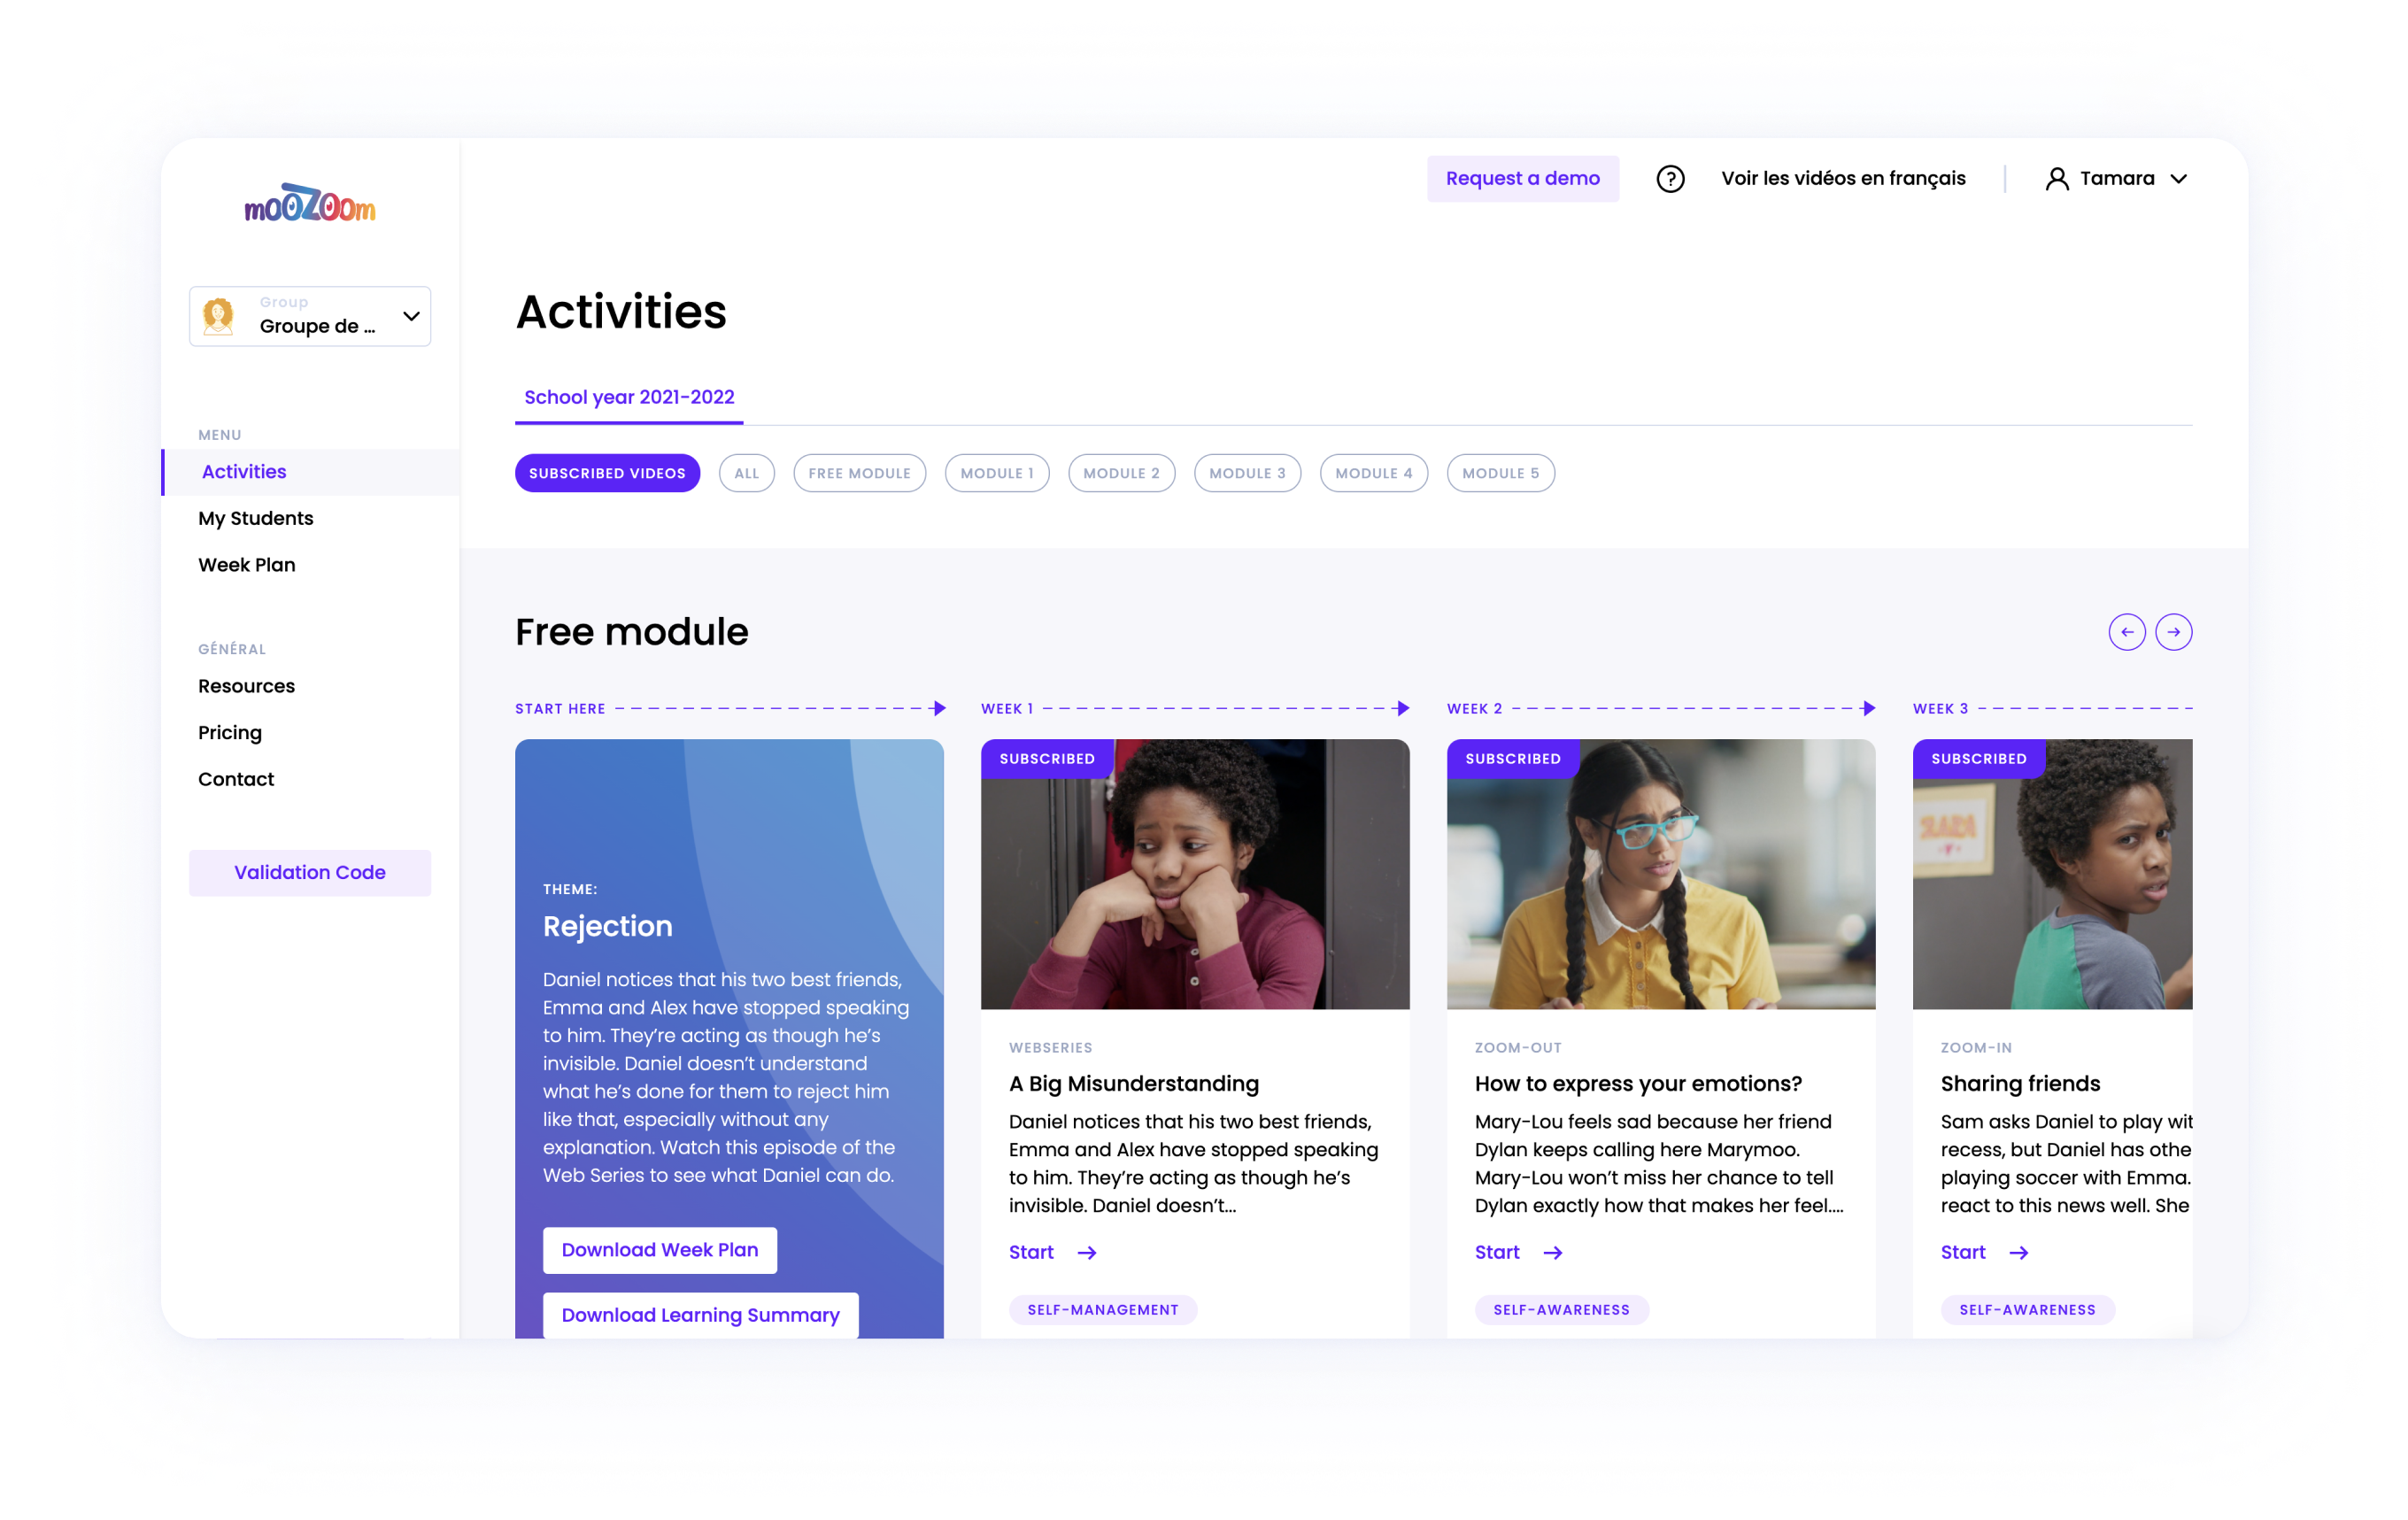 mooZoom
Request a demo
?
Voir les vidéos en français
Tamara
Group
Groupe de ...
MENU
Activities
My Students
Week Plan
GÉNÉRAL
Resources
Pricing
Contact
Validation Code
Activities
School year 2021-2022
SUBSCRIBED VIDEOS
ALL
FREE MODULE
MODULE 1
MODULE 2
MODULE 3
MODULE 4
MODULE 5
Free module
START HERE
THEME:
Rejection
Daniel notices that his two best friends,
Emma and Alex have stopped speaking
to him. They’re acting as though he’s
invisible. Daniel doesn’t understand
what he’s done for them to reject him
like that, especially without any
explanation. Watch this episode of the
Web Series to see what Daniel can do.
Download Week Plan
Download Learning Summary
WEEK 1
SUBSCRIBED
WEBSERIES
A Big Misunderstanding
Daniel notices that his two best friends,
Emma and Alex have stopped speaking
to him. They’re acting as though he’s
invisible. Daniel doesn’t...
Start
SELF-MANAGEMENT
WEEK 2
SUBSCRIBED
ZOOM-OUT
How to express your emotions?
Mary-Lou feels sad because her friend
Dylan keeps calling here Marymoo.
Mary-Lou won’t miss her chance to tell
Dylan exactly how that makes her feel....
Start
SELF-AWARENESS
WEEK 3
SUBSCRIBED
ZOOM-IN
Sharing friends
Sam asks Daniel to play wit
recess, but Daniel has othe
playing soccer with Emma.
react to this news well. She
Start
SELF-AWARENESS